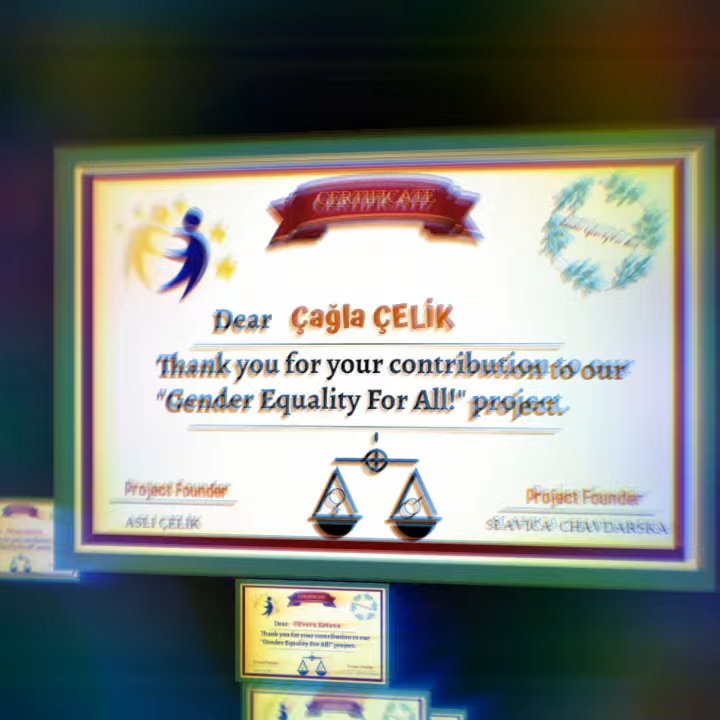 CERTIFICATE
Dear Çağla ÇELİK
Thank you for your contribution to our
"Gender Equality For All!" project.
Project Founder
ASLI ÇELİK
Project Founder
SLAVICA CHAVDARSKA
CERTIFICATE
Dear
Thank you for your contribution to our
"Gender Equality For All!" project.